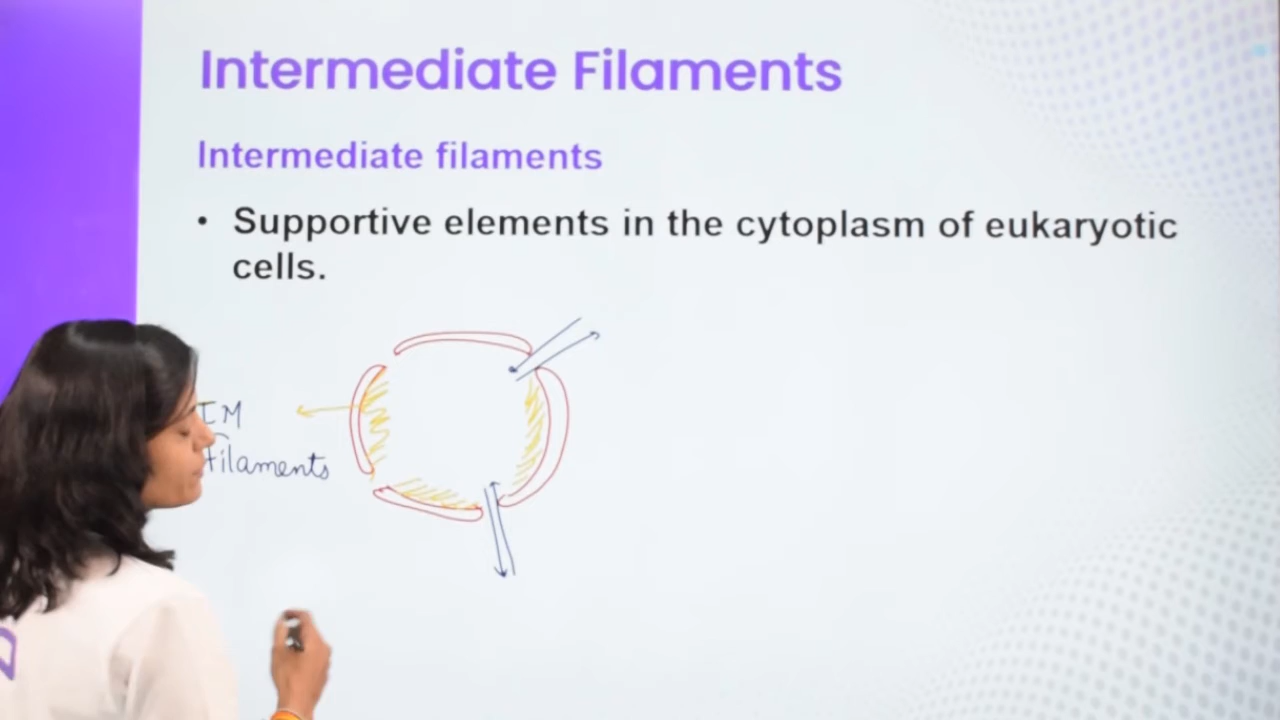 Intermediate Filaments
Intermediate filaments
• Supportive elements in the cytoplasm of eukaryotic
cells.
IM
Filaments